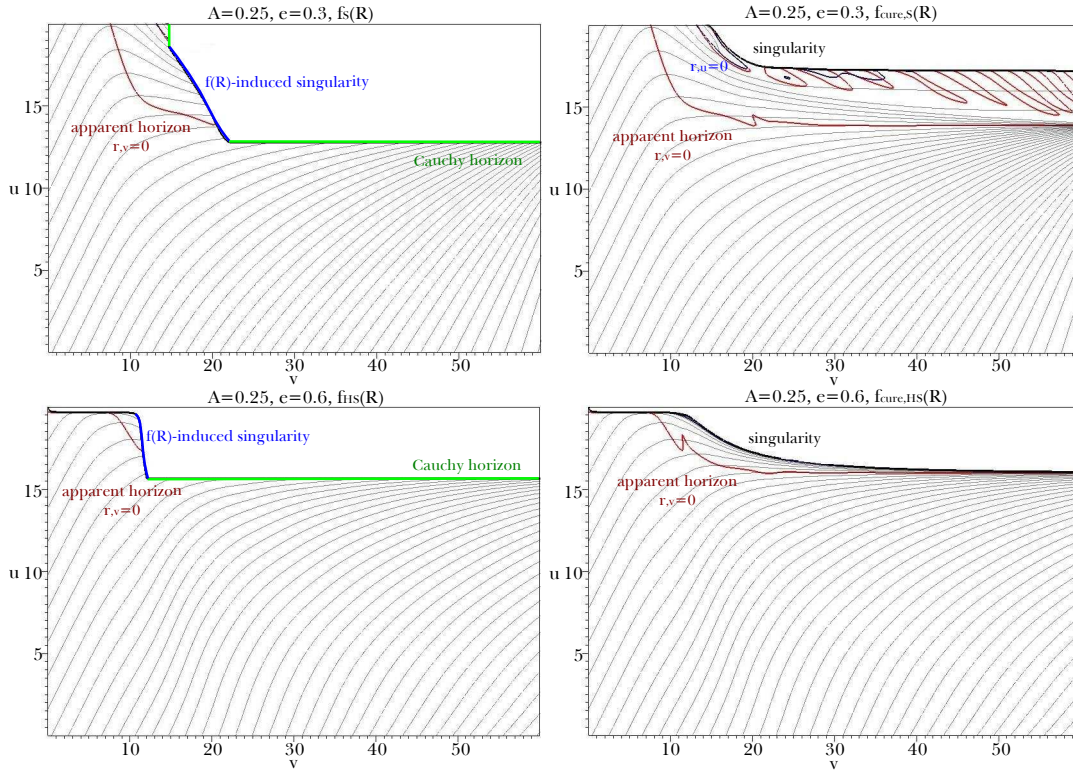 A=0.25, e=0.3, fS(R)
f(R)-induced singularity
apparent horizon
r,v=0
Cauchy horizon
15
u 10
5
10 20 30 40 50
v
A=0.25, e=0.3, fcure,S(R)
singularity
r,u=0
apparent horizon
r,v=0
15
u 10
5
10 20 30 40 50
v
A=0.25, e=0.6, fHS(R)
f(R)-induced singularity
Cauchy horizon
apparent horizon
r,v=0
15
u 10
5
10 20 30 40 50
v
A=0.25, e=0.6, fcure,HS(R)
singularity
apparent horizon
r,v=0
15
u 10
5
10 20 30 40 50
v